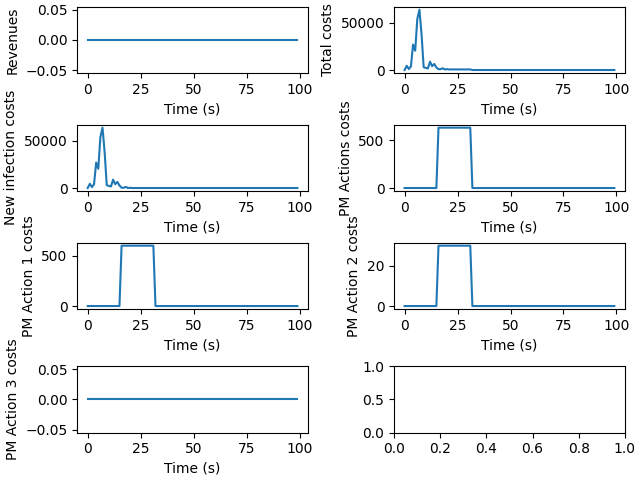 Revenues
0.05
0.00
−0.05
0 25 50 75 100
Time (s)
Total costs
50000
0
0 25 50 75 100
Time (s)
New infection costs
50000
0
0 25 50 75 100
Time (s)
PM Actions costs
500
0
0 25 50 75 100
Time (s)
PM Action 1 costs
500
0
0 25 50 75 100
Time (s)
PM Action 2 costs
20
0
0 25 50 75 100
Time (s)
PM Action 3 costs
0.05
0.00
−0.05
0 25 50 75 100
Time (s)
1.0
0.5
0.0
0.0 0.2 0.4 0.6 0.8 1.0